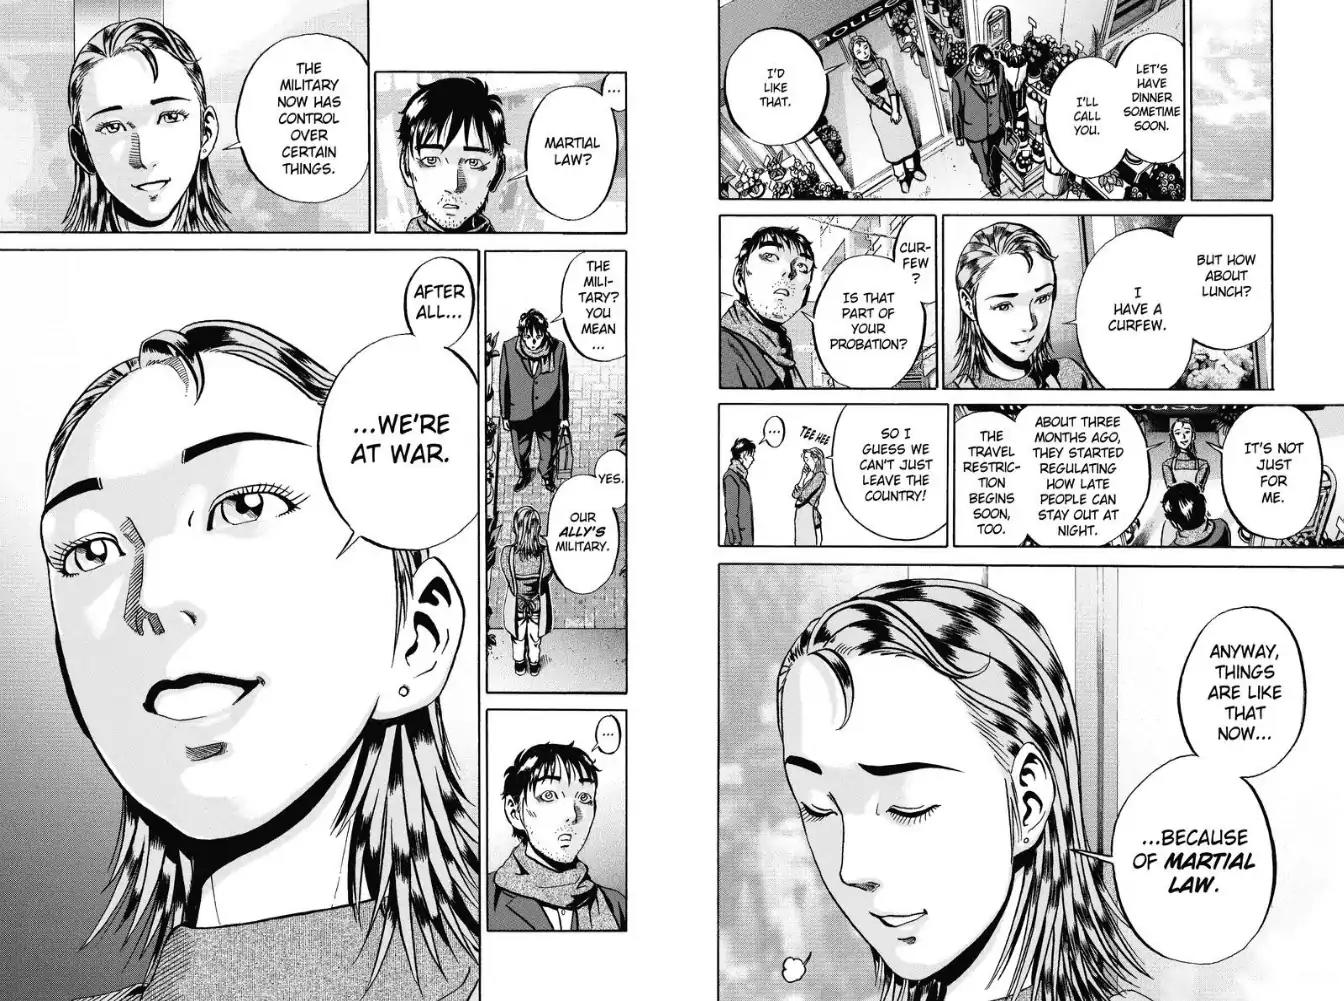 HOUSE
LET'S
HAVE
DINNER
SOMETIME
SOON.
I'LL
CALL
YOU.
I'D
LIKE
THAT.
BUT HOW
ABOUT
LUNCH?
I
HAVE A
CURFEW.
CUR-
FEW
?
IS THAT
PART OF
YOUR
PROBATION?
IT'S NOT
JUST
FOR
ME.
ABOUT THREE
MONTHS AGO,
THEY STARTED
REGULATING
HOW LATE
PEOPLE CAN
STAY OUT AT
NIGHT.
THE
TRAVEL
RESTRIC-
TION
BEGINS
SOON,
TOO.
SO I
GUESS WE
CAN'T JUST
LEAVE THE
COUNTRY!
TEE HEE
...
ANYWAY,
THINGS
ARE LIKE
THAT
NOW...
...BECAUSE
OF MARTIAL
LAW.
...
MARTIAL
LAW?
THE
MILITARY
NOW HAS
CONTROL
OVER
CERTAIN
THINGS.
THE
MILI-
TARY?
YOU
MEAN
...
YES.
OUR
ALLY'S
MILITARY.
...
AFTER
ALL...
...WE'RE
AT WAR.